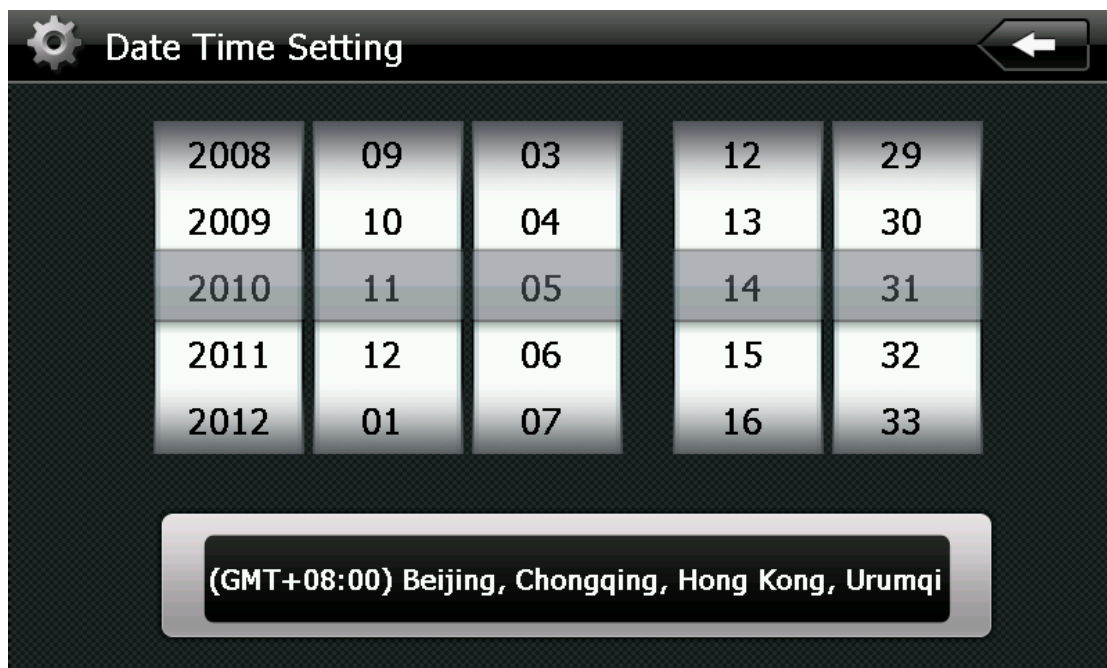 Date Time Setting
2008 09 03 12 29
2009 10 04 13 30
2010 11 05 14 31
2011 12 06 15 32
2012 01 07 16 33
(GMT+08:00) Beijing, Chongqing, Hong Kong, Urumqi